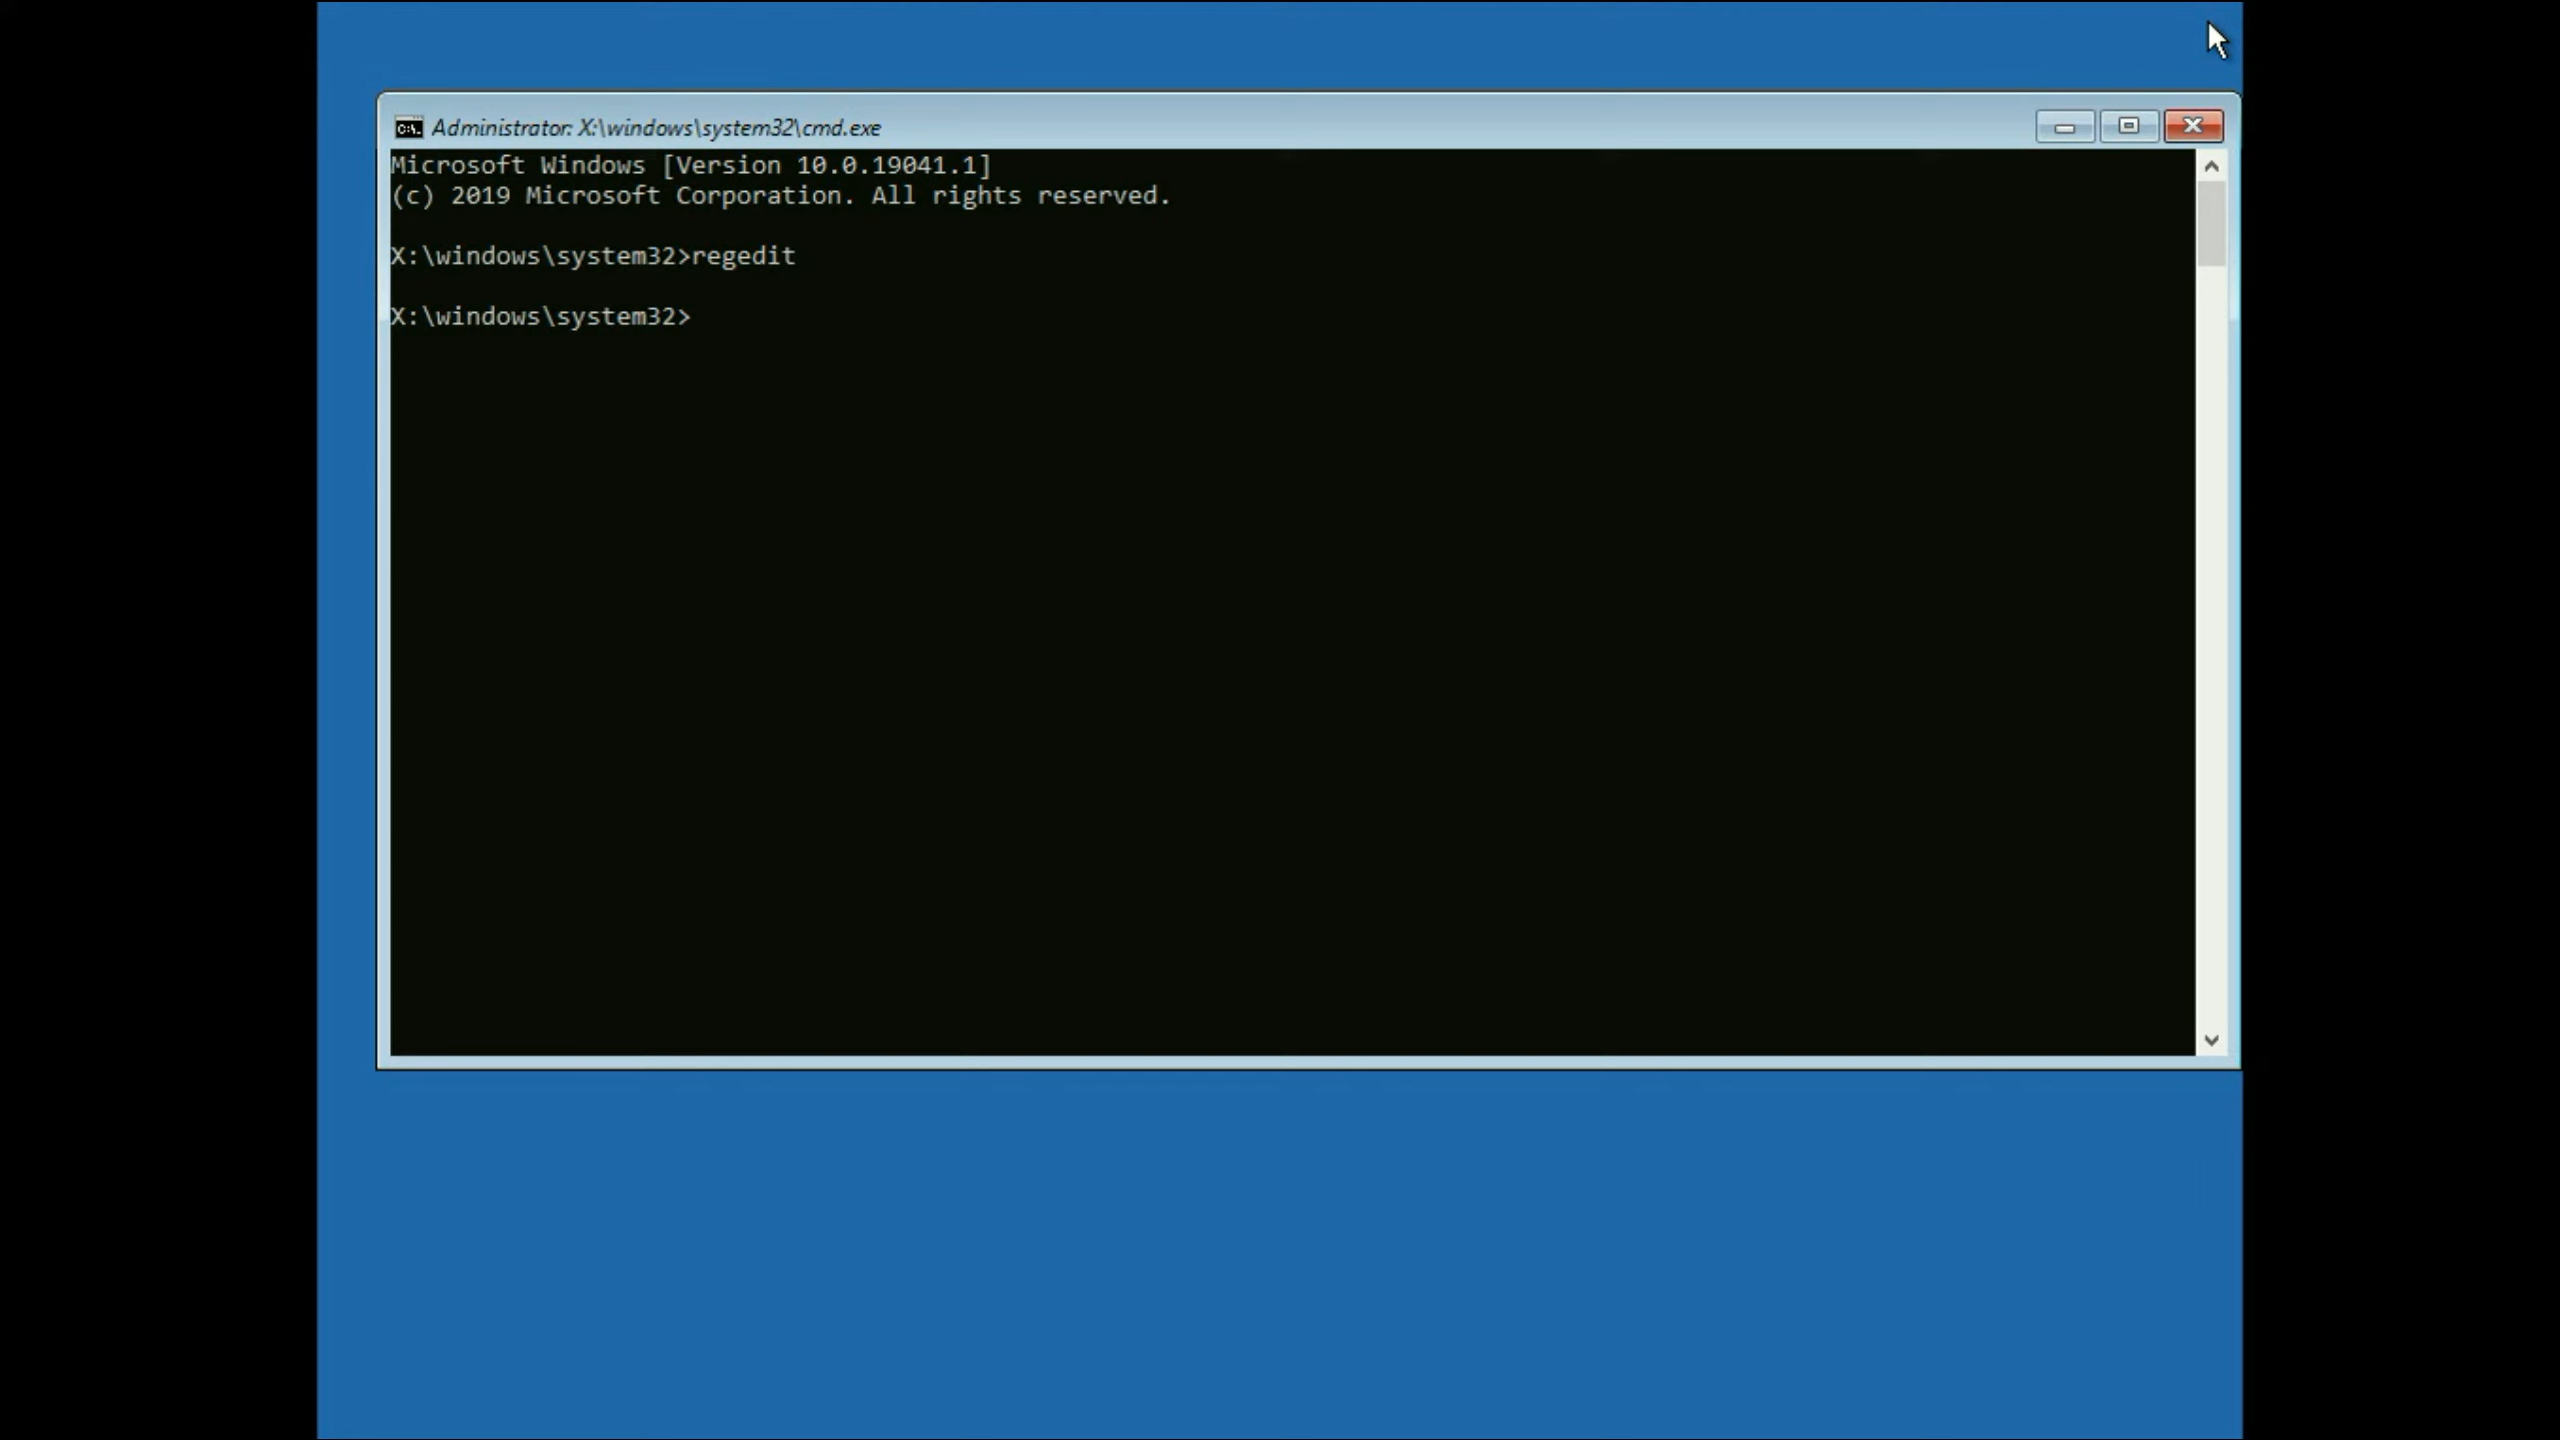 Administrator: X:\windows\system32\cmd.exe
Microsoft Windows [Version 10.0.19041.1]
(c) 2019 Microsoft Corporation. All rights reserved.
X:\windows\system32>regedit
X:\windows\system32>